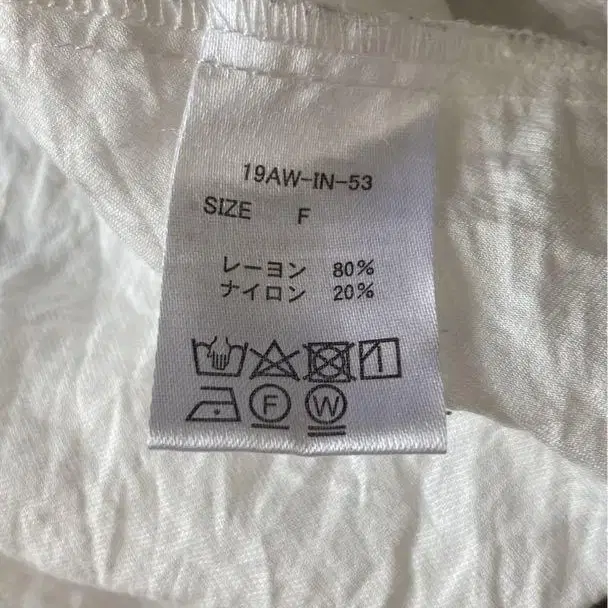 19AW-IN-53
SIZE F
レーヨン 80%
ナイロン 20%
F W